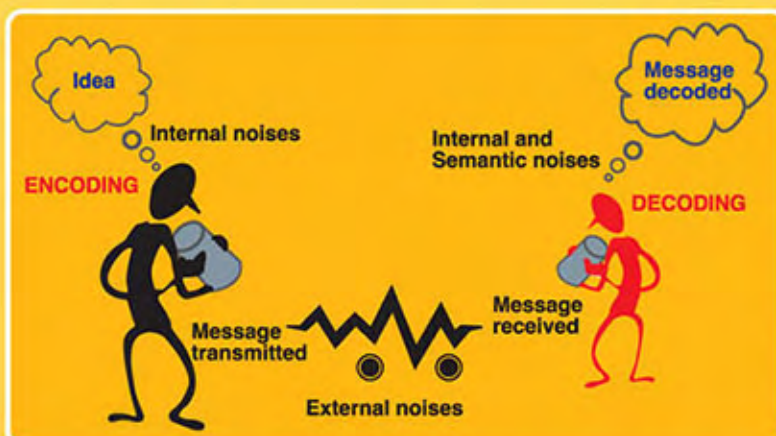 Idea
Internal noises
ENCODING
Message
transmitted
External noises
Message
received
Internal and
Semantic noises
DECODING
Message
decoded